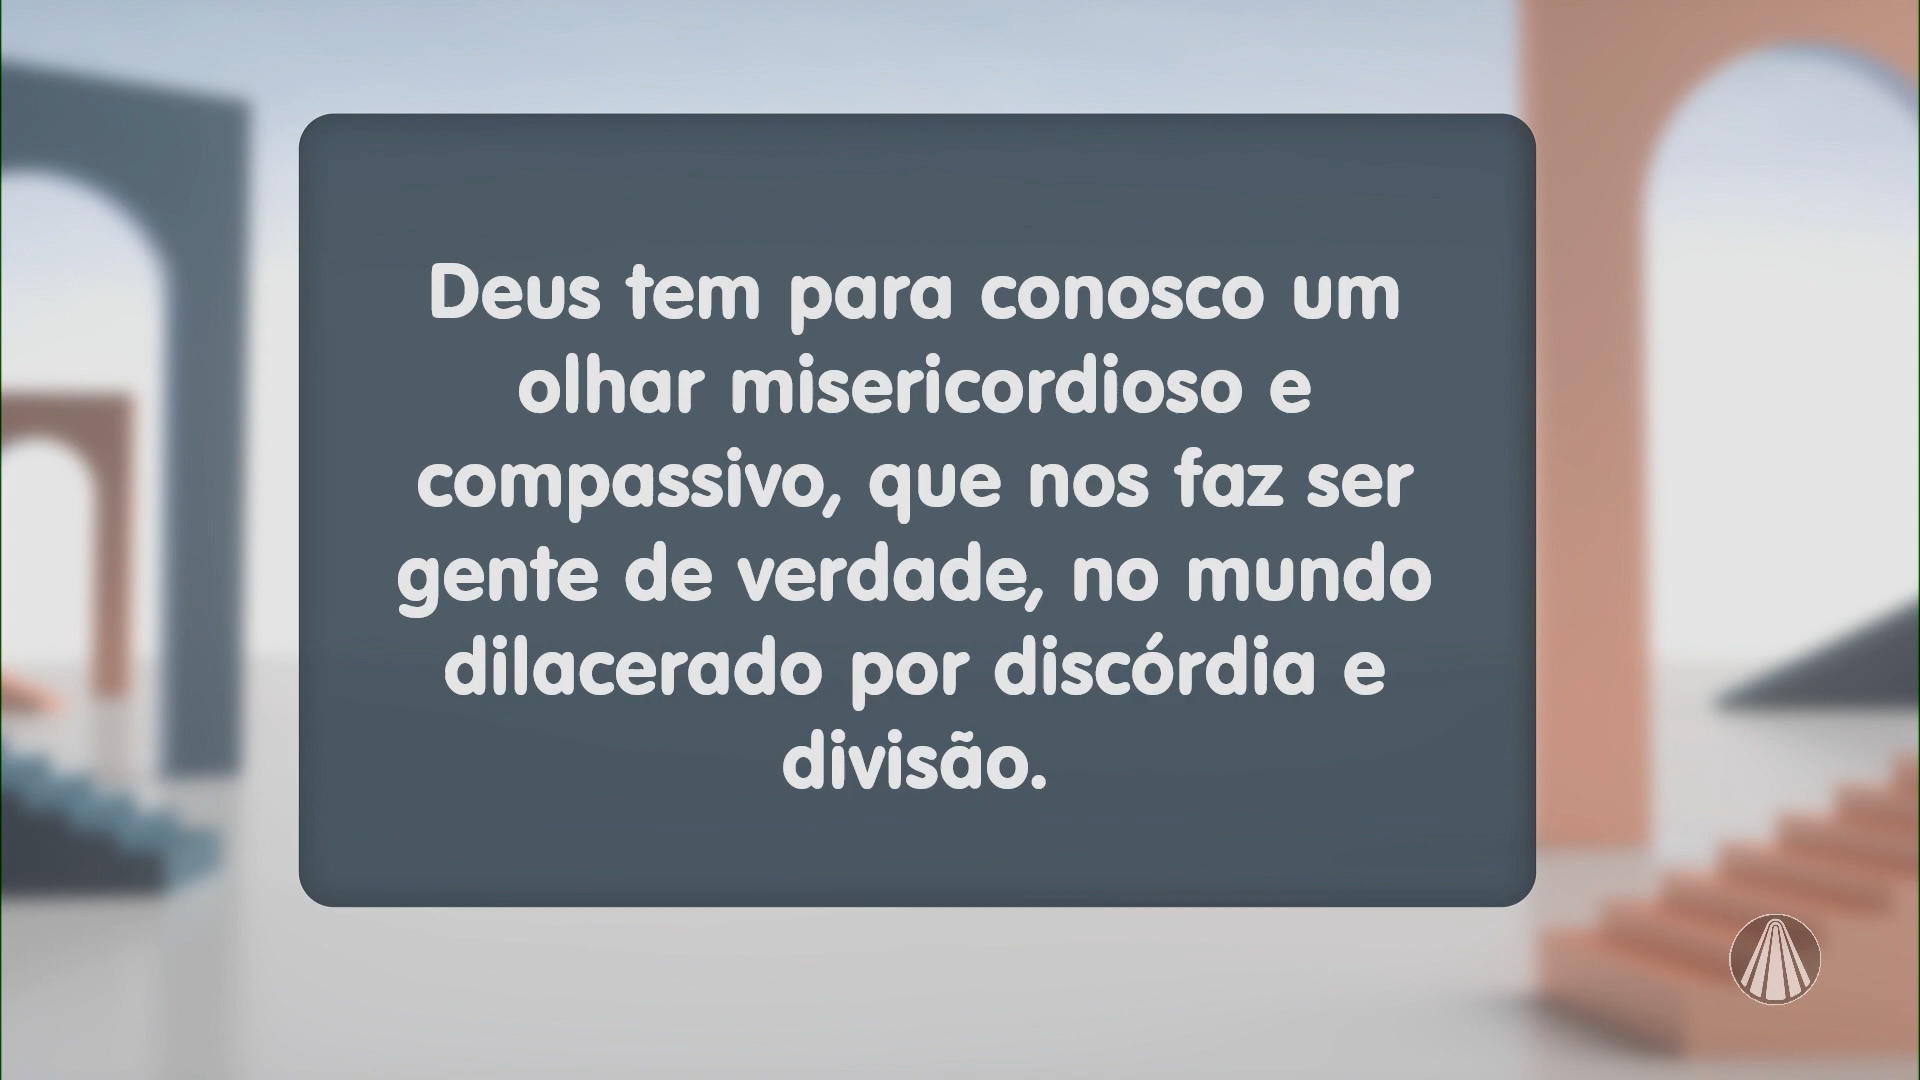 Deus tem para conosco um
olhar misericordioso e
compassivo, que nos faz ser
gente de verdade, no mundo
dilacerado por discórdia e
divisão.